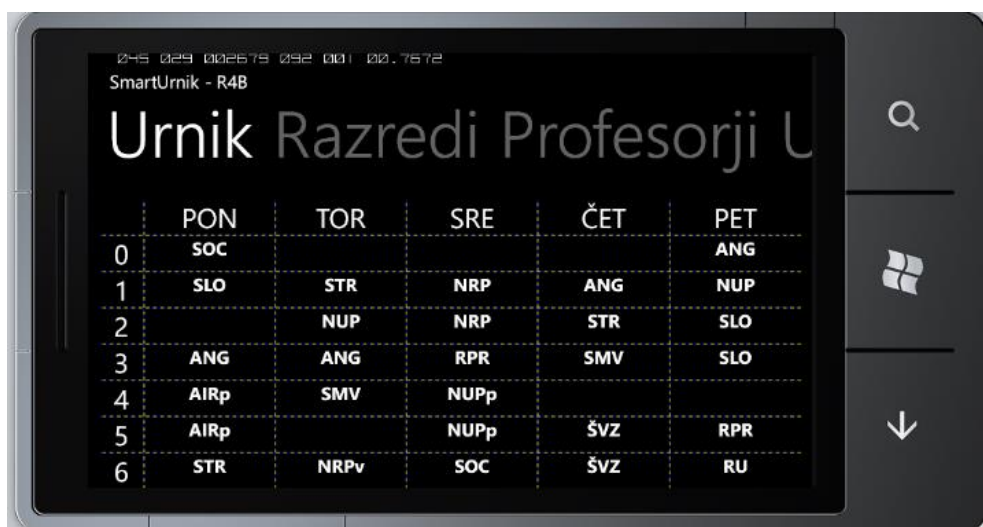 045 029 002679 092 001 00.7672
SmartUrnik - R4B
Urnik Razredi Profesorji U
PON TOR SRE ČET PET
0 SOC ANG
1 SLO STR NRP ANG NUP
2 NUP NRP STR SLO
3 ANG ANG RPR SMV SLO
4 AIRp SMV NUPp
5 AIRp NUPp ŠVZ RPR
6 STR NRPv SOC ŠVZ RU